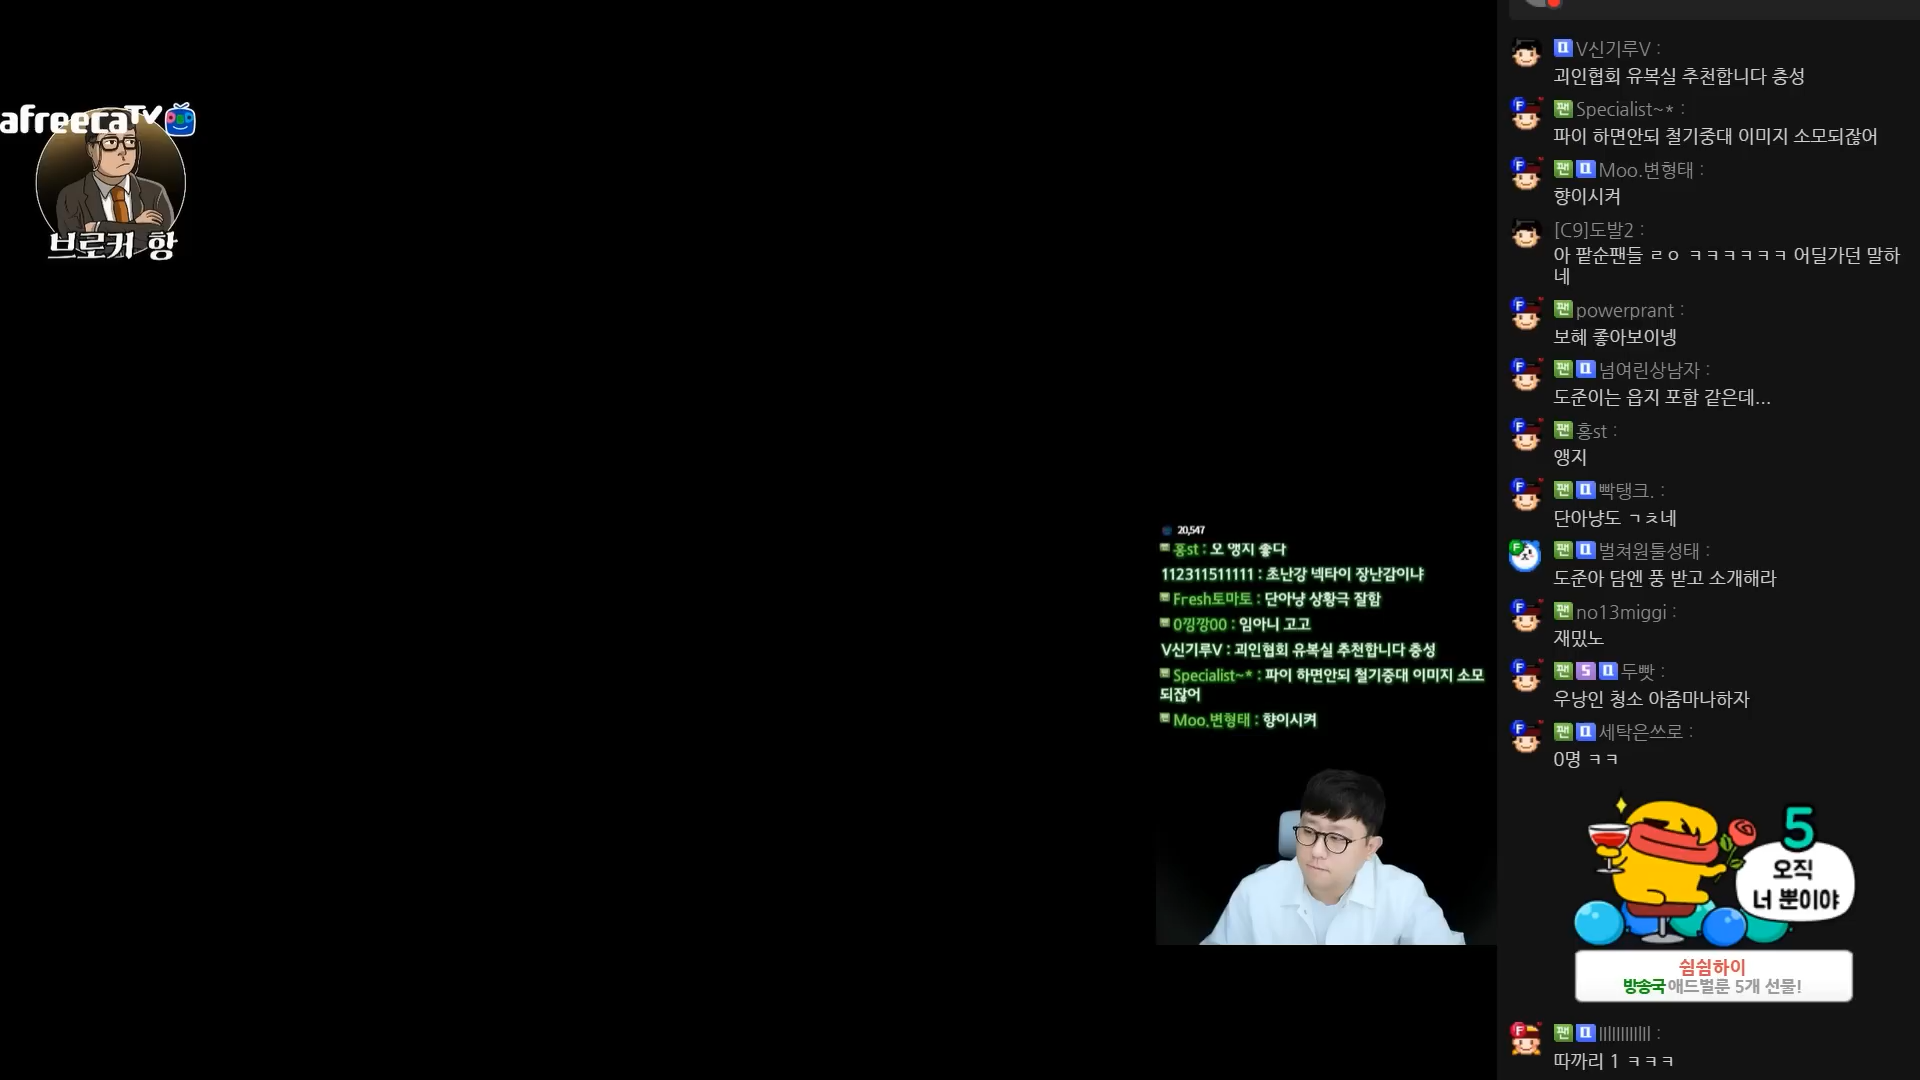 afreecaTV
브로커 항
20,547
홍st : 오 앵지 좋다
112311511111 : 초난강 넥타이 장난감이냐
Fresh토마토 : 단아냥 상황극 잘함
0낑깡00 : 임아니 고고
V신기루V : 괴인협회 유복실 추천합니다 충성
Specialist~* : 파이 하면안되 철기중대 이미지 소모
되잖어
Moo.변형태 : 향이시켜
V신기루V :
괴인협회 유복실 추천합니다 충성
팬 Specialist~* :
파이 하면안되 철기중대 이미지 소모되잖어
팬 Moo.변형태 :
향이시켜
[C9]도발2 :
아 팥순팬들 ㄹㅇ ㅋㅋㅋㅋㅋㅋ 어딜가던 말하
네
팬 powerprant :
보혜 좋아보이넹
팬 넘여린상남자 :
도준이는 읍지 포함 같은데...
팬 홍st :
앵지
팬 빡탱크. :
단아냥도 ㄱㅊ네
팬 벌쳐원툴성태 :
도준아 담엔 풍 받고 소개해라
팬 no13miggi :
재밌노
팬 S 두빳 :
우낭인 청소 아줌마나하자
팬 세탁은쓰로 :
0명 ㅋㅋ
5
오직
너 뿐이야
쉼쉼하이
방송국 애드벌룬 5개 선물!
팬
따까리 1 ㅋㅋㅋ